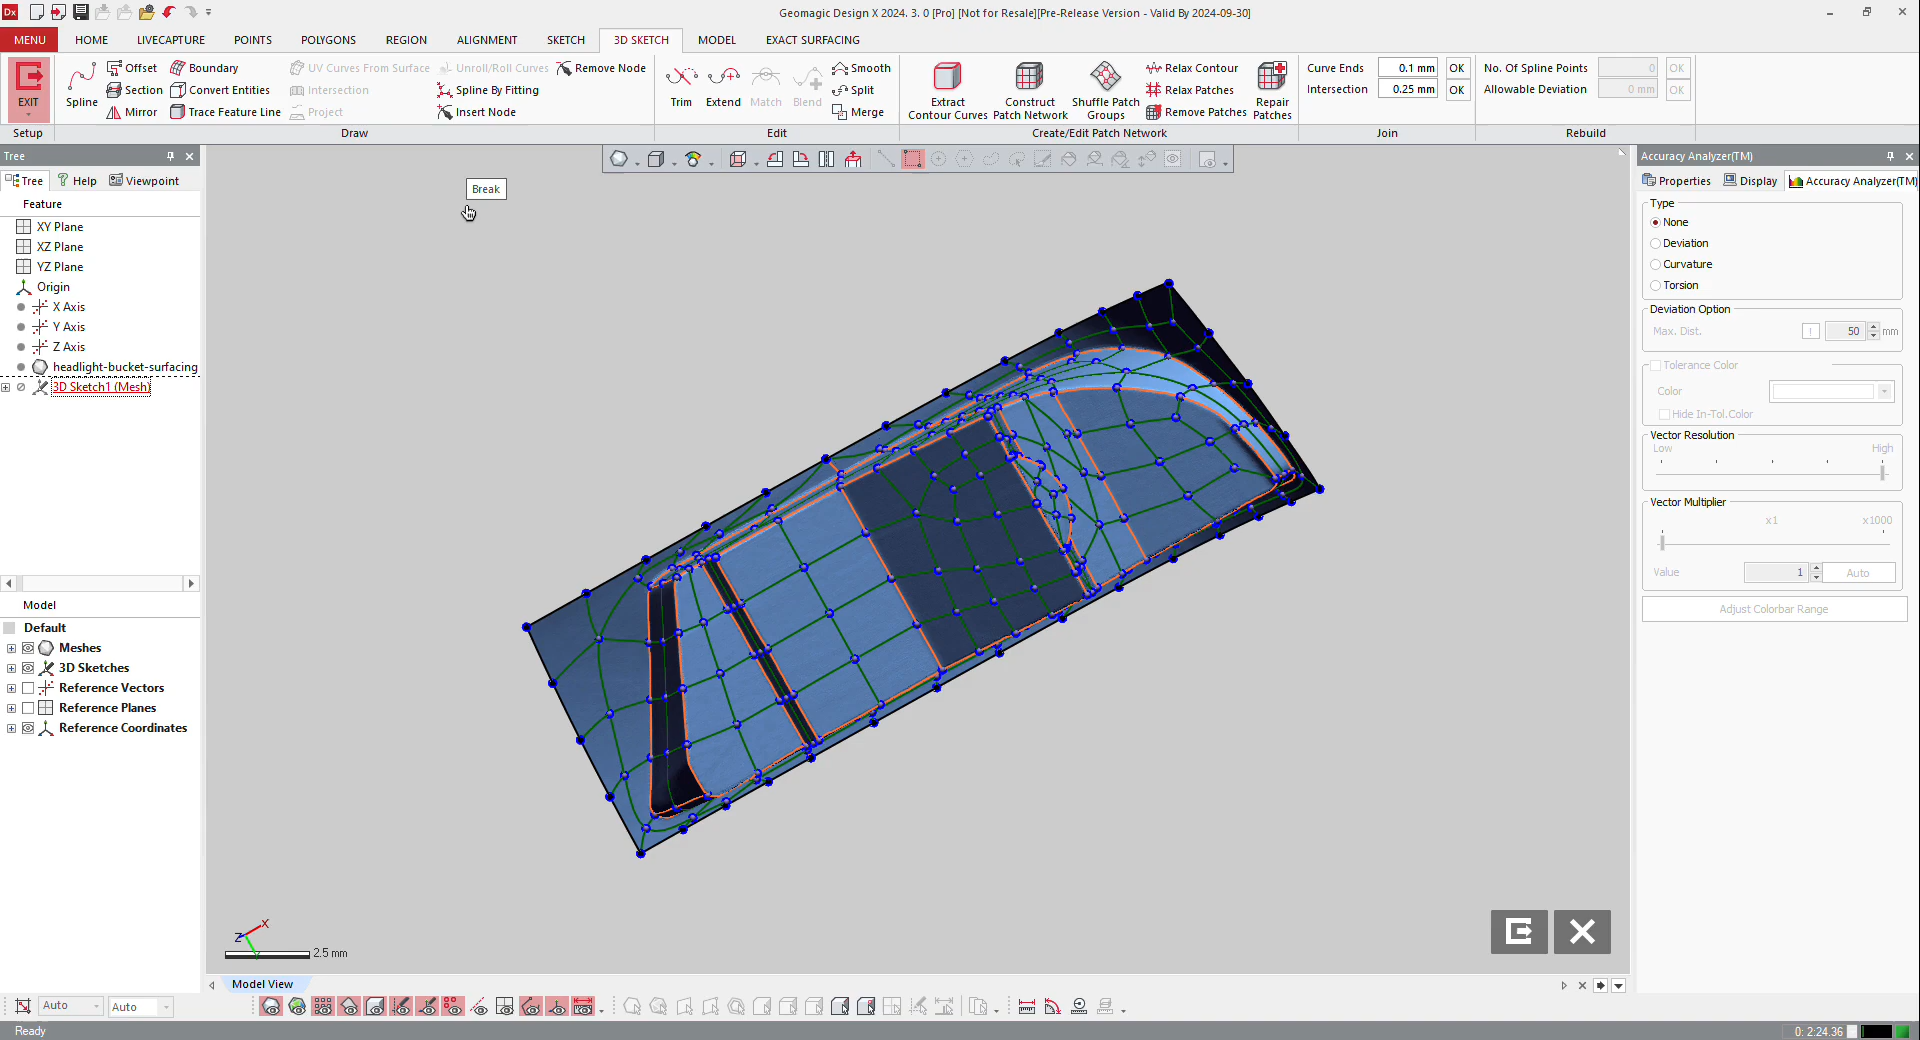 Dx
Geomagic Design X 2024. 3. 0 [Pro] [Not for Resale][Pre-Release Version - Valid By 2024-09-30]
MENU HOME LIVECAPTURE POINTS POLYGONS REGION ALIGNMENT SKETCH 3D SKETCH MODEL EXACT SURFACING
EXIT
Setup
Spline
Offset
Section
Mirror
Boundary
Convert Entities
Trace Feature Line
UV Curves From Surface
Intersection
Project
Unroll/Roll Curves
Spline By Fitting
Insert Node
Remove Node
Draw
Trim
Extend
Match
Blend
Smooth
Split
Merge
Edit
Extract
Contour Curves
Construct
Patch Network
Shuffle Patch
Groups
Relax Contour
Relax Patches
Remove Patches
Repair
Patches
Create/Edit Patch Network
Curve Ends 0.1 mm OK
Intersection 0.25 mm OK
Join
No. Of Spline Points 0 OK
Allowable Deviation 0 mm OK
Rebuild
Tree
Tree Help Viewpoint
Feature
XY Plane
XZ Plane
YZ Plane
Origin
X Axis
Y Axis
Z Axis
headlight-bucket-surfacing
3D Sketch1 (Mesh)
Model
Default
Meshes
3D Sketches
Reference Vectors
Reference Planes
Reference Coordinates
Break
X
Z
2.5 mm
Model View
Accuracy Analyzer(TM)
Properties Display Accuracy Analyzer(TM)
Type
None
Deviation
Curvature
Torsion
Deviation Option
Max. Dist. 50 mm
Tolerance Color
Color
Hide In-Tol.Color
Vector Resolution
Low High
Vector Multiplier
x1 x1000
Value 1 Auto
Adjust Colorbar Range
Auto Auto
Ready
0: 2:24.36